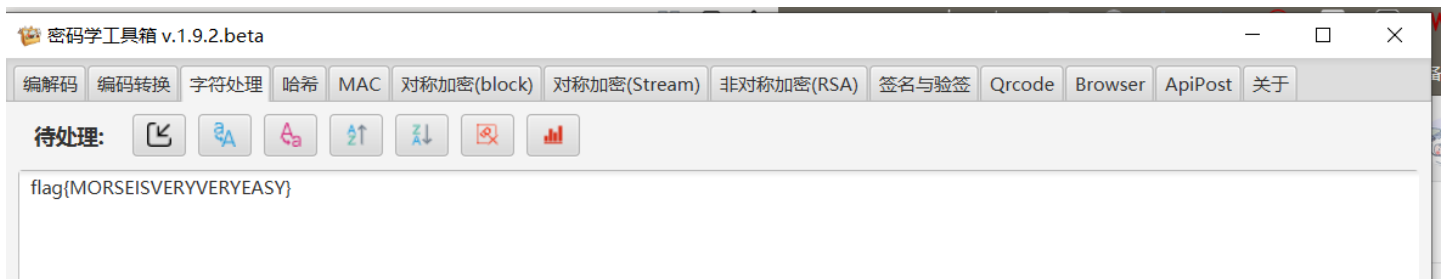 密码学工具箱 v.1.9.2.beta
编解码 编码转换 字符处理 哈希 MAC 对称加密(block) 对称加密(Stream) 非对称加密(RSA) 签名与验签 Qrcode Browser ApiPost 关于
待处理:
flag{MORSEISVERYVERYEASY}